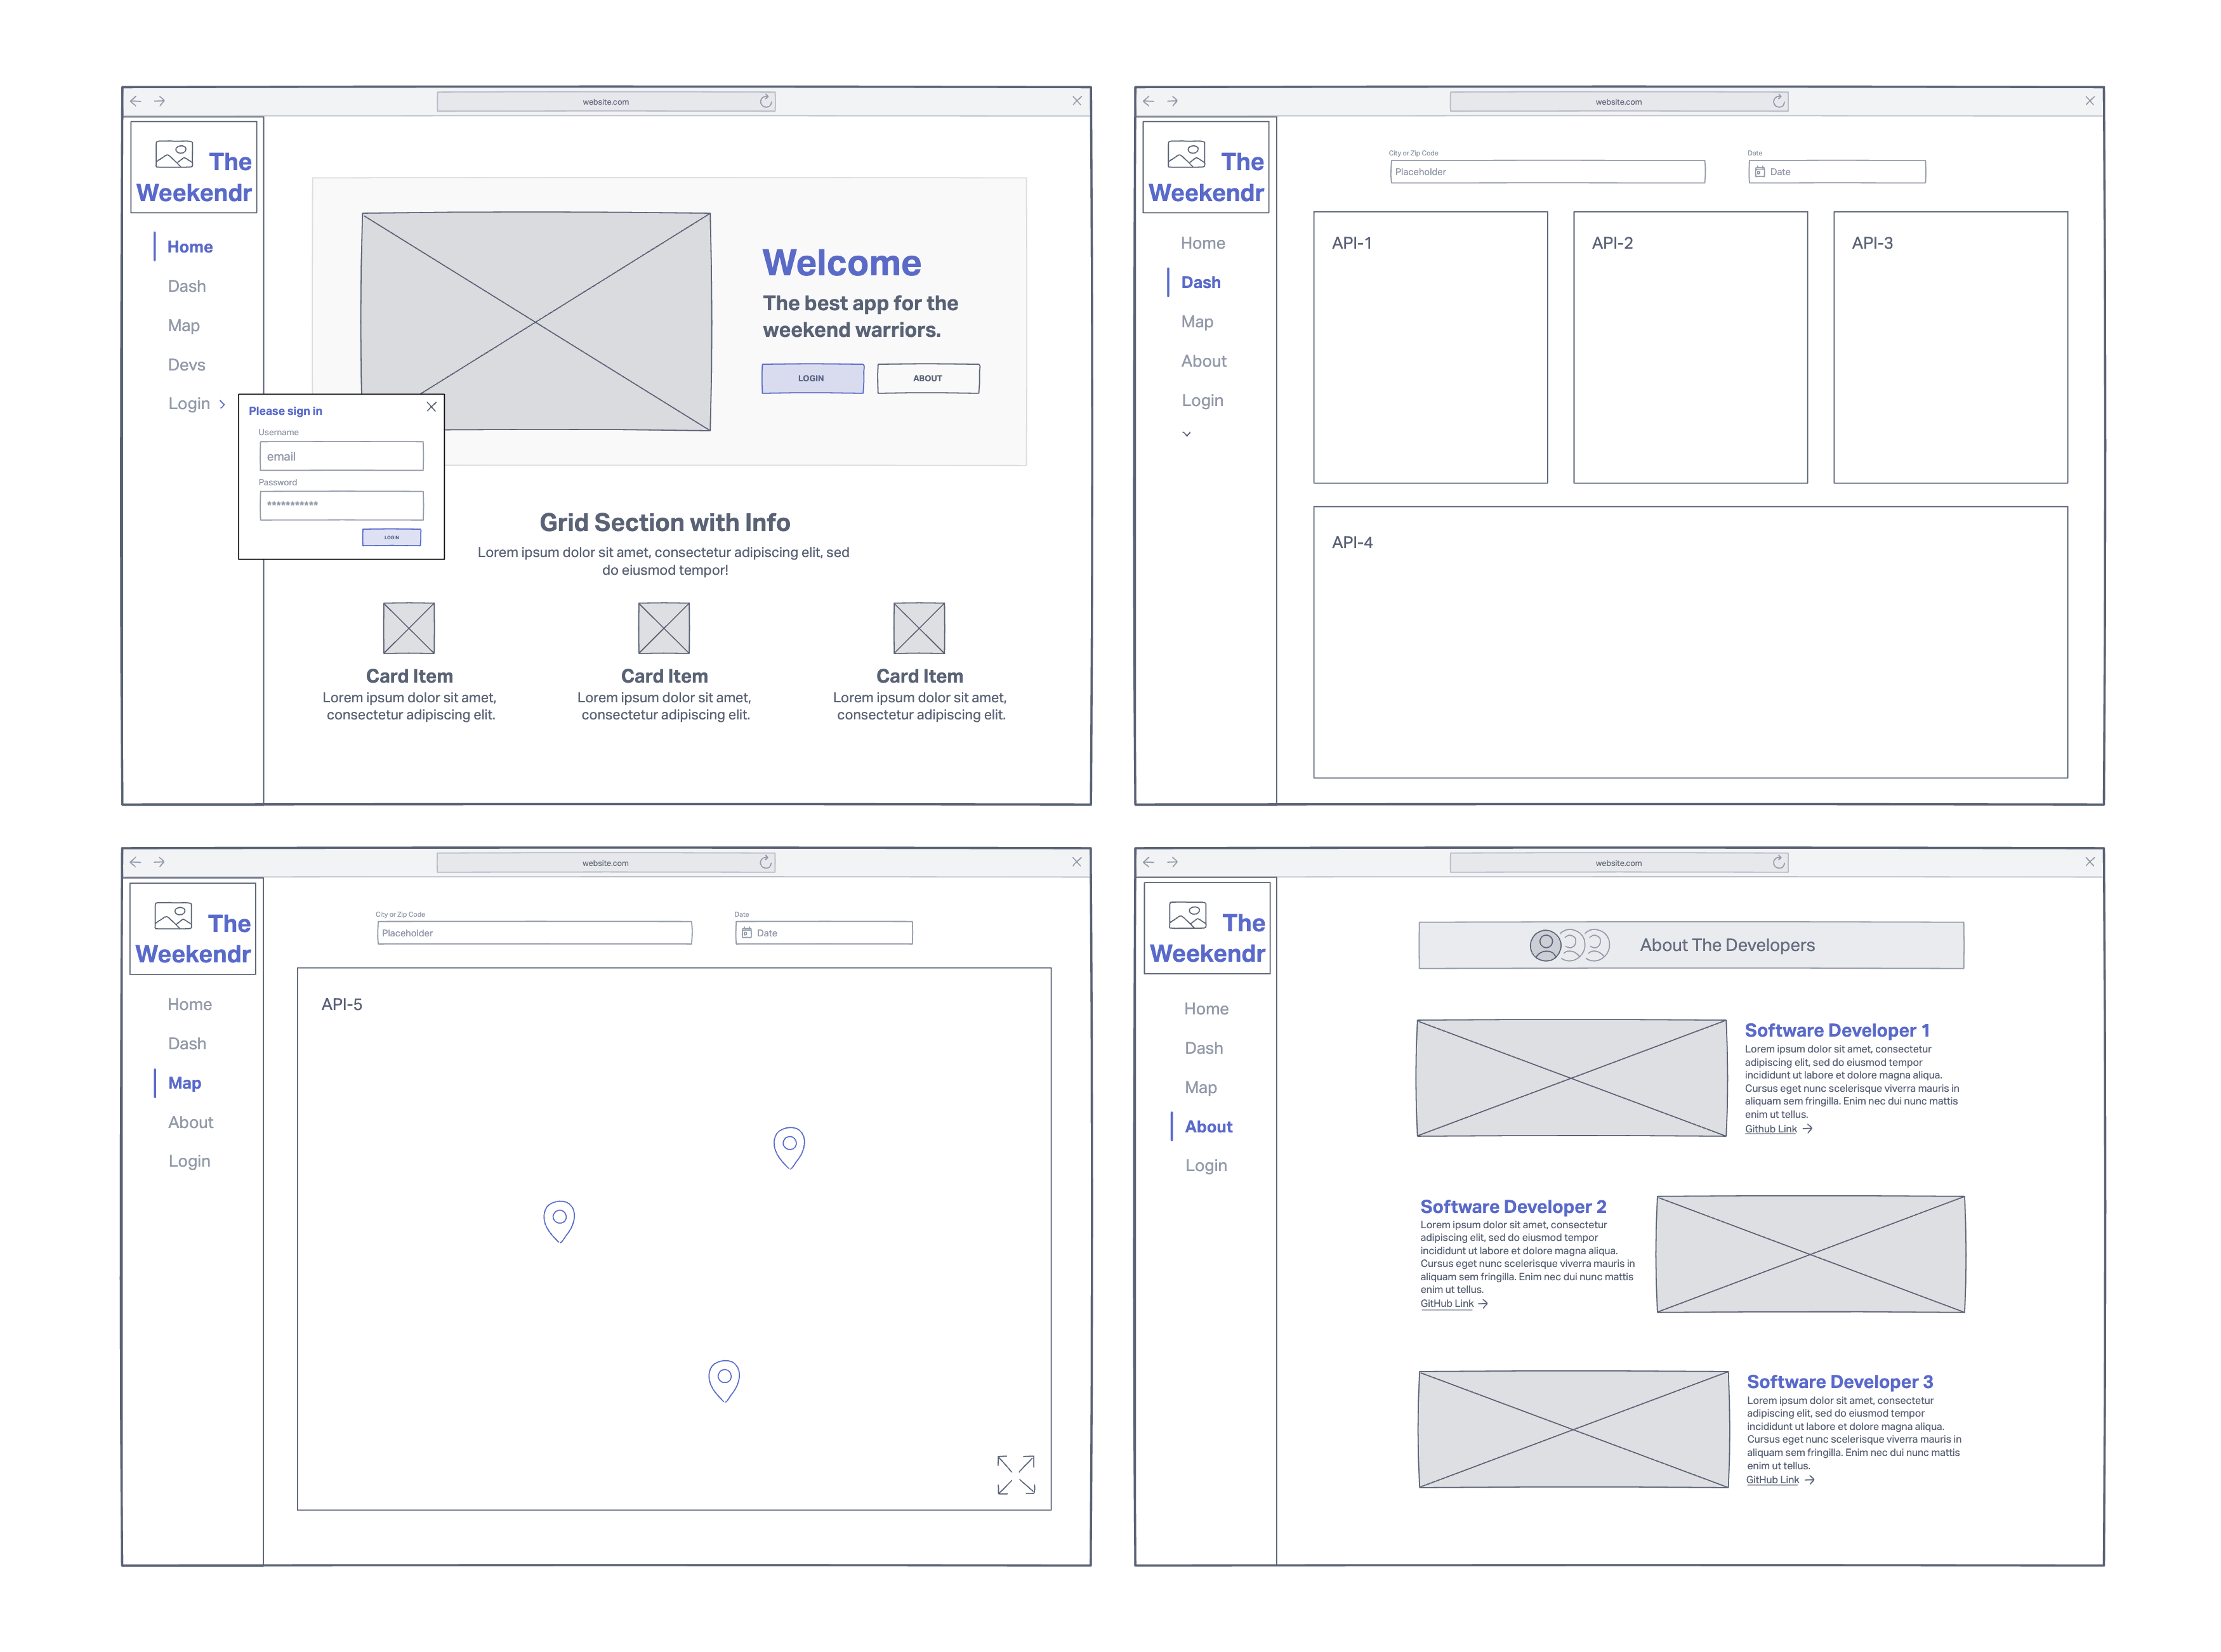 website.com
The
Weekendr
Home
Dash
Map
Devs
Login
Welcome
The best app for the
weekend warriors.
LOGIN
ABOUT
Please sign in
Username
email
Password
***********
LOGIN
Grid Section with Info
Lorem ipsum dolor sit amet, consectetur adipiscing elit, sed
do eiusmod tempor!
Card Item
Lorem ipsum dolor sit amet,
consectetur adipiscing elit.
Card Item
Lorem ipsum dolor sit amet,
consectetur adipiscing elit.
Card Item
Lorem ipsum dolor sit amet,
consectetur adipiscing elit.
website.com
The
Weekendr
Home
Dash
Map
About
Login
City or Zip Code
Placeholder
Date
Date
API-1
API-2
API-3
API-4
website.com
The
Weekendr
Home
Dash
Map
About
Login
City or Zip Code
Placeholder
Date
Date
API-5
website.com
The
Weekendr
Home
Dash
Map
About
Login
About The Developers
Software Developer 1
Lorem ipsum dolor sit amet, consectetur
adipiscing elit, sed do eiusmod tempor
incididunt ut labore et dolore magna aliqua.
Cursus eget nunc scelerisque viverra mauris in
aliquam sem fringilla. Enim nec dui nunc mattis
enim ut tellus.
Github Link
Software Developer 2
Lorem ipsum dolor sit amet, consectetur
adipiscing elit, sed do eiusmod tempor
incididunt ut labore et dolore magna aliqua.
Cursus eget nunc scelerisque viverra mauris in
aliquam sem fringilla. Enim nec dui nunc mattis
enim ut tellus.
GitHub Link
Software Developer 3
Lorem ipsum dolor sit amet, consectetur
adipiscing elit, sed do eiusmod tempor
incididunt ut labore et dolore magna aliqua.
Cursus eget nunc scelerisque viverra mauris in
aliquam sem fringilla. Enim nec dui nunc mattis
enim ut tellus.
GitHub Link